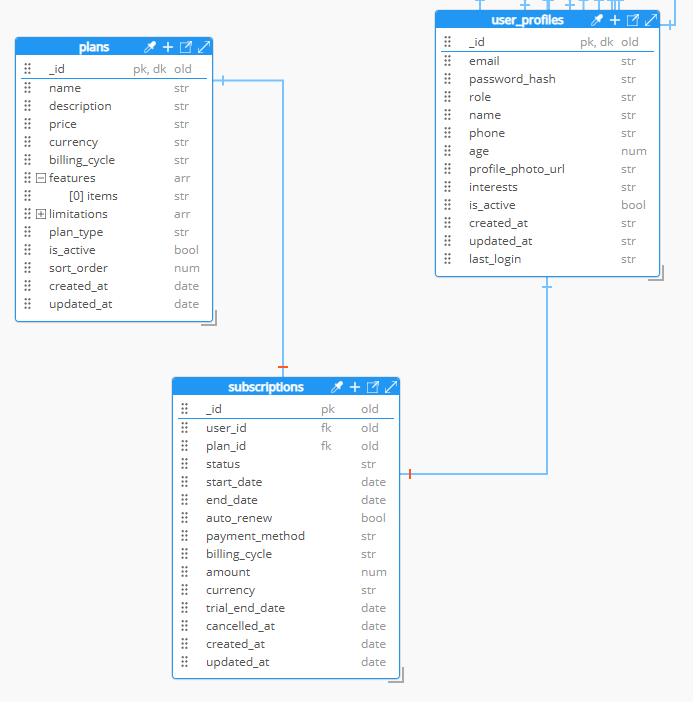 plans
_id pk, dk old
name str
description str
price str
currency str
billing_cycle str
features arr
[0] items str
limitations arr
plan_type str
is_active bool
sort_order num
created_at date
updated_at date
user_profiles
_id pk, dk old
email str
password_hash str
role str
name str
phone str
age num
profile_photo_url str
interests str
is_active bool
created_at str
updated_at str
last_login str
subscriptions
_id pk old
user_id fk old
plan_id fk old
status str
start_date date
end_date date
auto_renew bool
payment_method str
billing_cycle str
amount num
currency str
trial_end_date date
cancelled_at date
created_at date
updated_at date